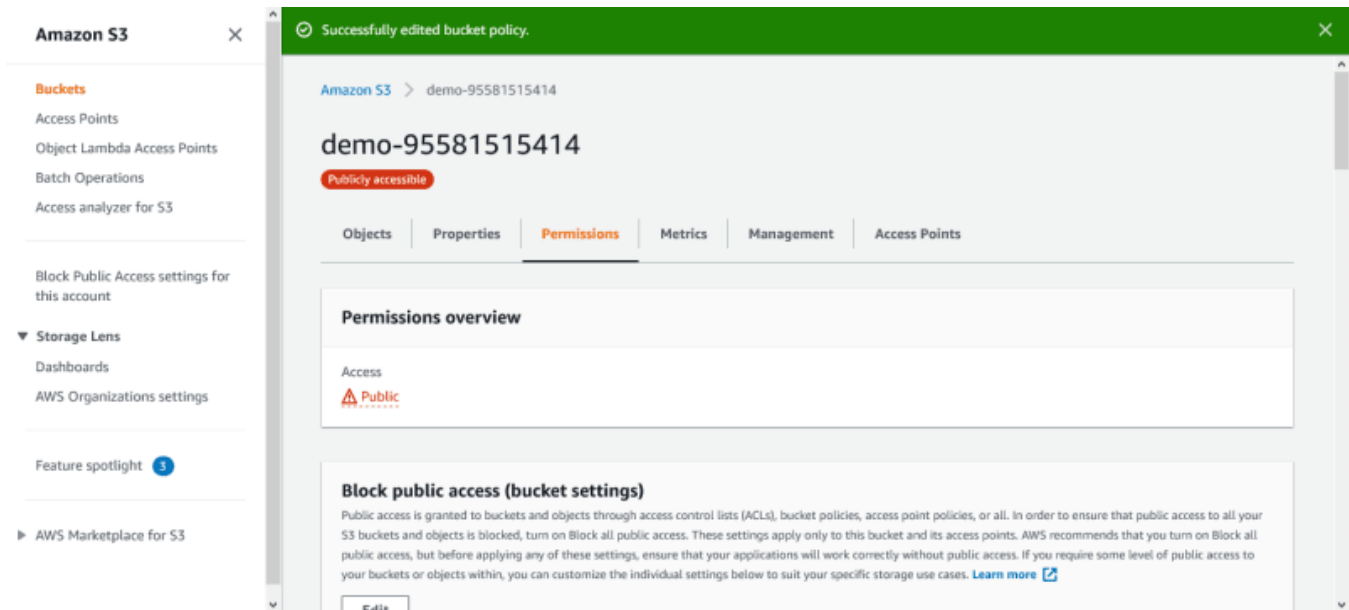 Amazon S3
Buckets
Access Points
Object Lambda Access Points
Batch Operations
Access analyzer for S3
Block Public Access settings for
this account
Storage Lens
Dashboards
AWS Organizations settings
Feature spotlight 3
AWS Marketplace for S3
Successfully edited bucket policy.
Amazon S3 > demo-95581515414
demo-95581515414
Publicly accessible
Objects Properties Permissions Metrics Management Access Points
Permissions overview
Access
Public
Block public access (bucket settings)
Public access is granted to buckets and objects through access control lists (ACLs), bucket policies, access point policies, or all. In order to ensure that public access to all your
S3 buckets and objects is blocked, turn on Block all public access. These settings apply only to this bucket and its access points. AWS recommends that you turn on Block all
public access, but before applying any of these settings, ensure that your applications will work correctly without public access. If you require some level of public access to
your buckets or objects within, you can customize the individual settings below to suit your specific storage use cases. Learn more
Edit